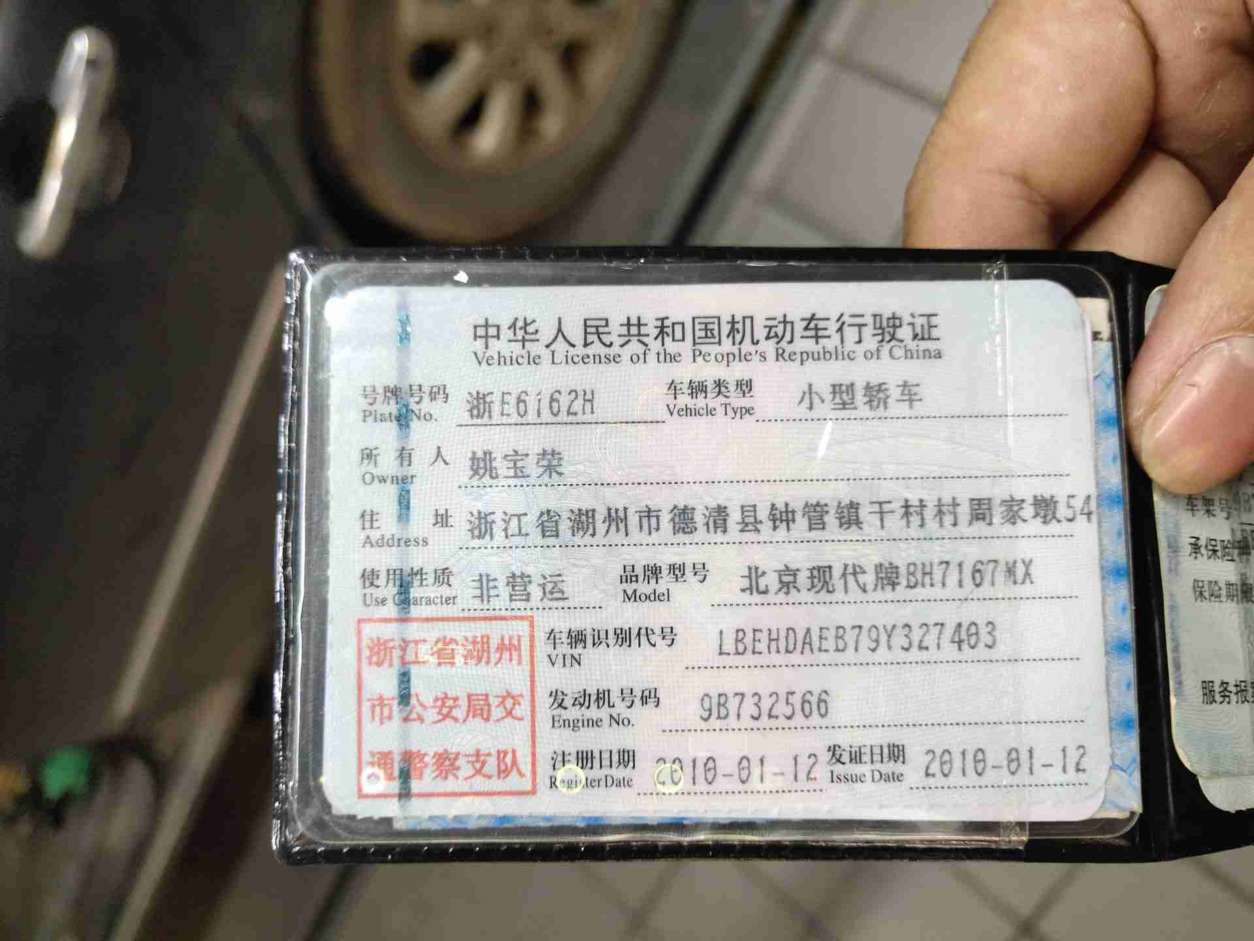 中华人民共和国机动车行驶证
Vehicle License of the People's Republic of China
号牌号码 浙E6162H 车辆类型 小型轿车
Plate No. Vehicle Type
所有人 姚宝荣
Owner
住址 浙江省湖州市德清县钟管镇干村村周家墩54
Address
使用性质 非营运 品牌型号 北京现代牌BH7167MX
Use Character Model
浙江省湖州
市公安局交
通警察支队
车辆识别代号 LBEHDAEB79Y327403
VIN
发动机号码 9B732566
Engine No.
注册日期 2010-01-12 发证日期 2010-01-12
Register Date Issue Date
车架号
承保险
保险期
服务报